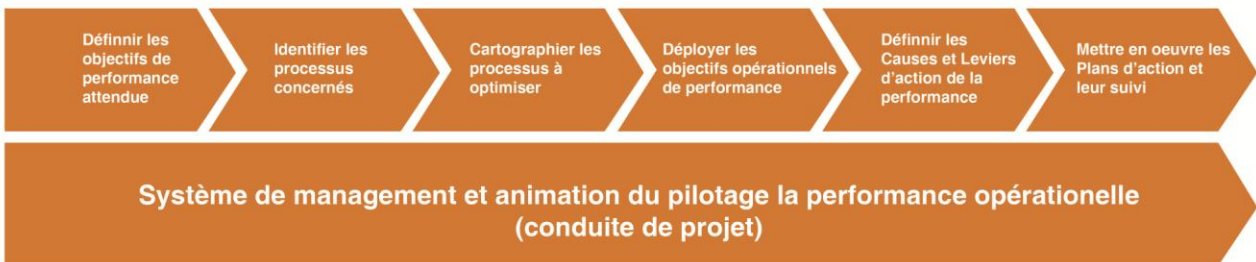 Définnir les
objectifs de
performance
attendue
Identifier les
processus
concernés
Cartographier les
processus à
optimiser
Déployer les
objectifs opérationnels
de performance
Définnir les
Causes et Leviers
d'action de la
performance
Mettre en oeuvre les
Plans d'action et
leur suivi
Système de management et animation du pilotage la performance opérationelle
(conduite de projet)